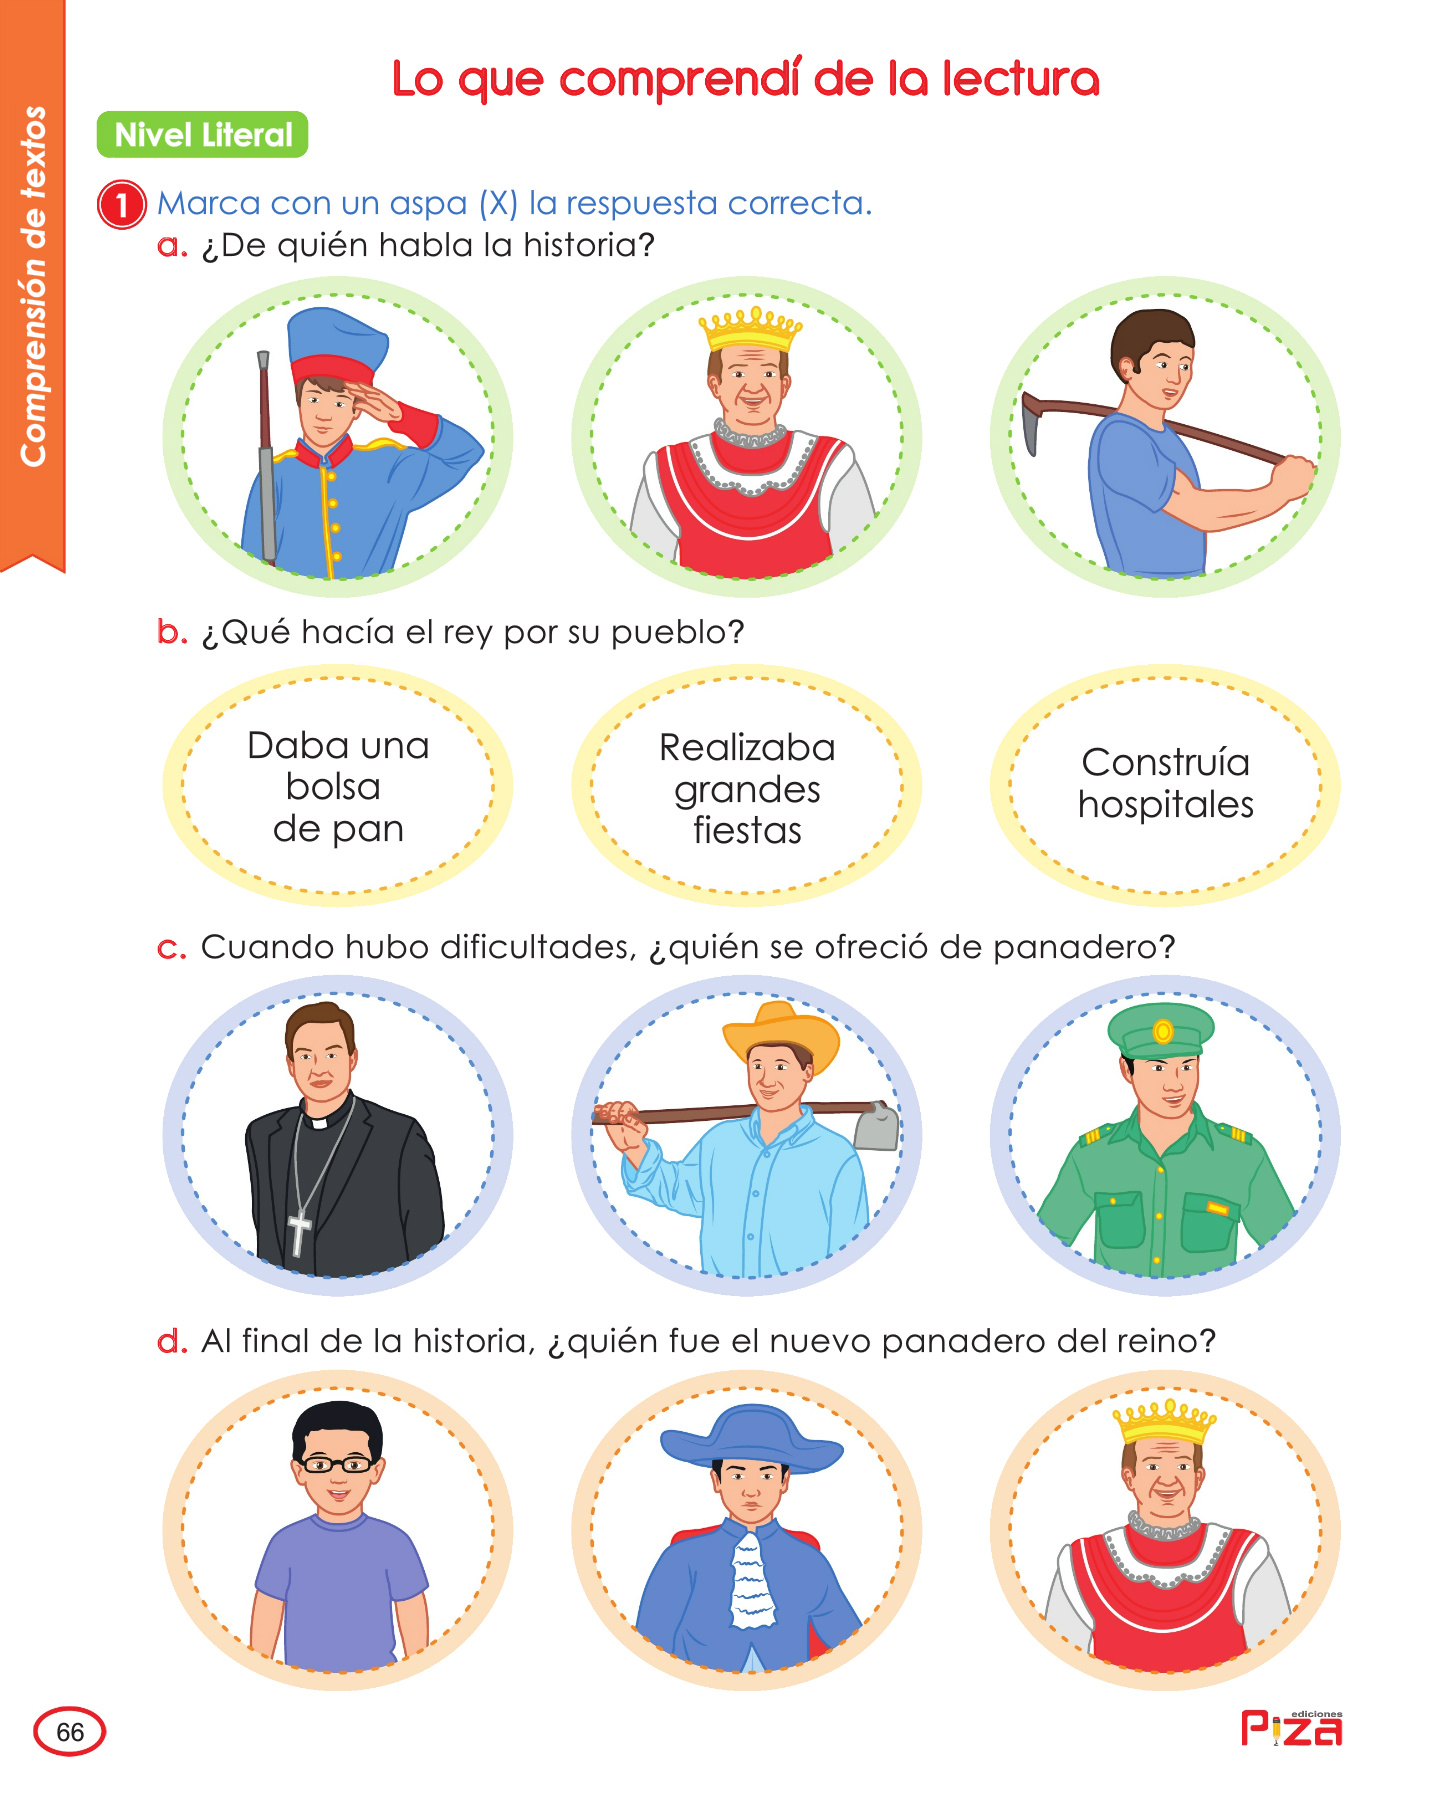 Comprensión de textos
Lo que comprendí de la lectura
Nivel Literal
1 Marca con un aspa (X) la respuesta correcta.
a. ¿De quién habla la historia?
b. ¿Qué hacía el rey por su pueblo?
Daba una
bolsa
de pan
Realizaba
grandes
fiestas
Construía
hospitales
c. Cuando hubo dificultades, ¿quién se ofreció de panadero?
d. Al final de la historia, ¿quién fue el nuevo panadero del reino?
66
ediciones
Piza